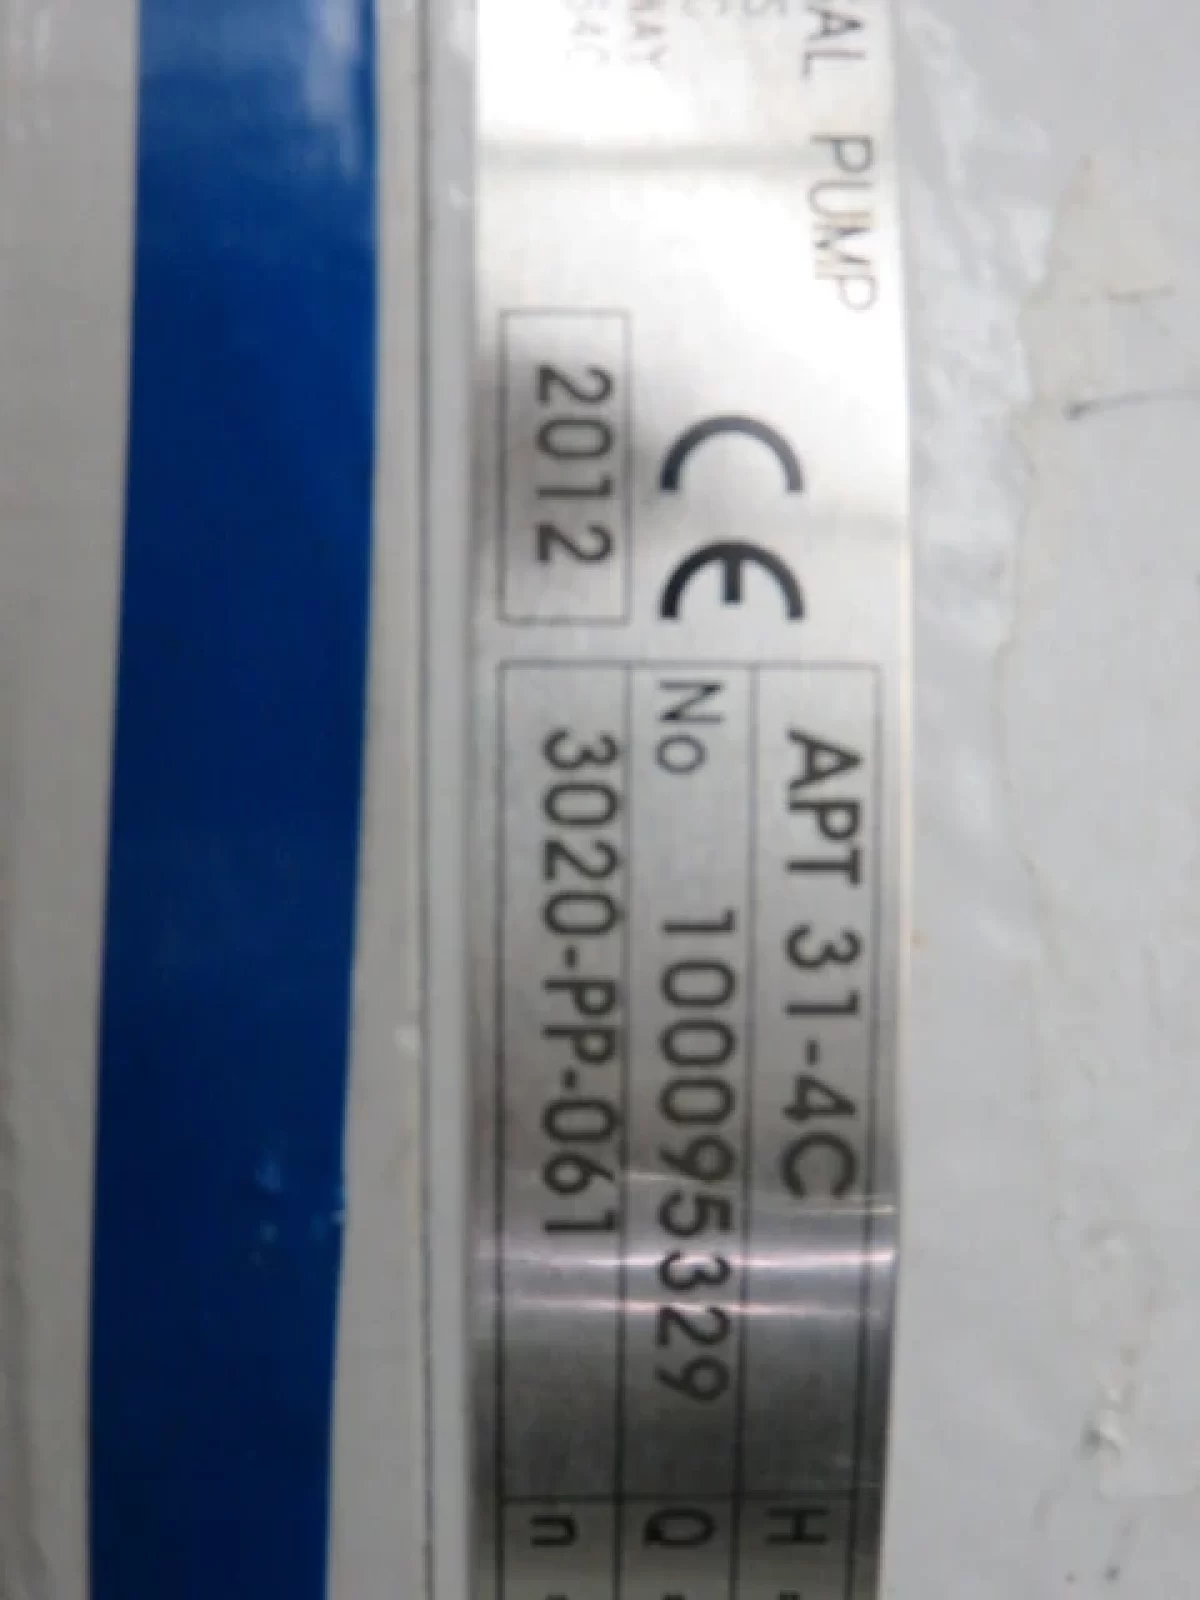 AL PUMP
CE
2012
APT 31-4C
No 1000953329
3020-PP-061
H
Q
n